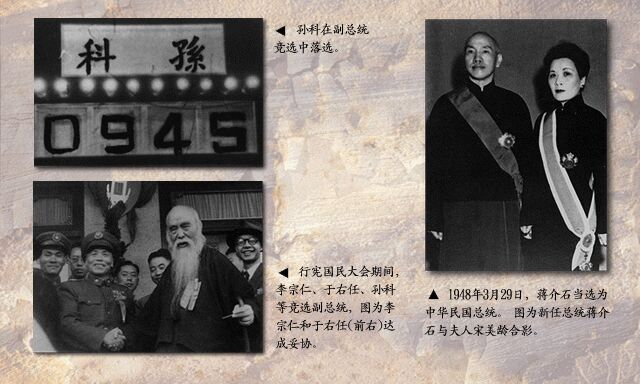 科 孫
0945
孙科在副总统
竞选中落选。
行宪国民大会期间，
李宗仁、于右任、孙科
等竞选副总统，图为李
宗仁和于右任(前右)达
成妥协。
1948年3月29日，蒋介石当选为
中华民国总统。 图为新任总统蒋介
石与夫人宋美龄合影。